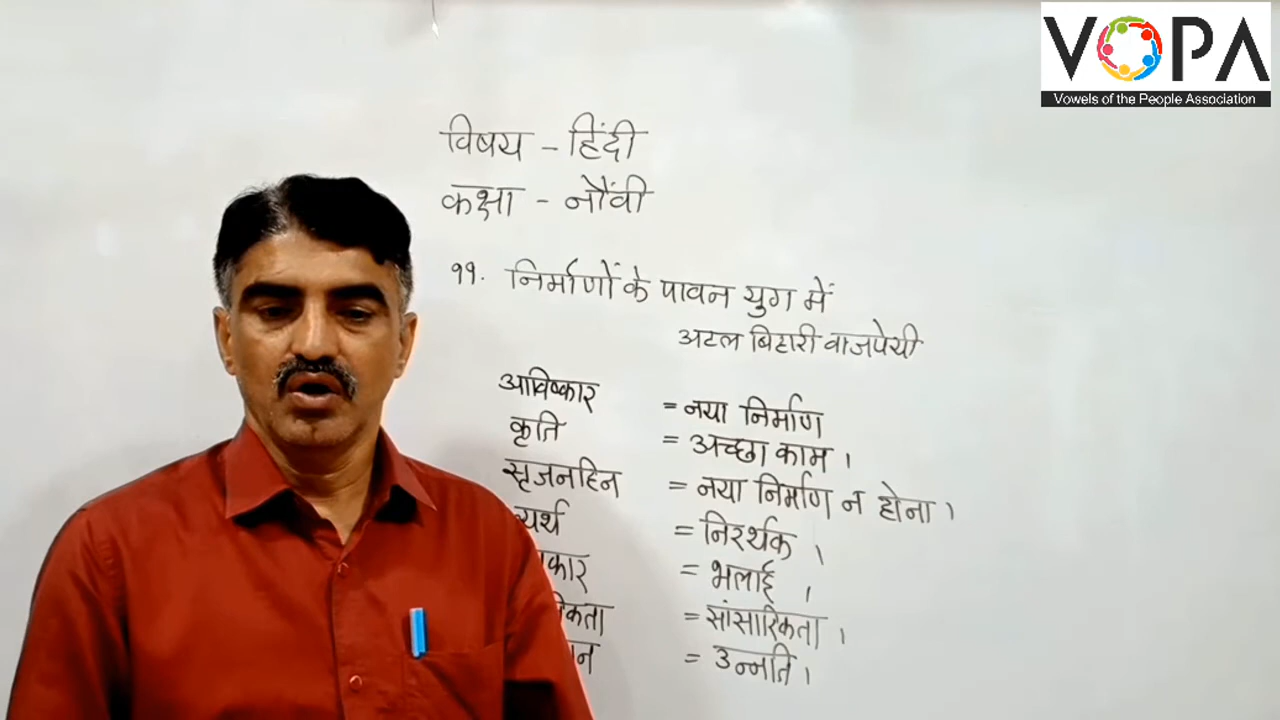 VOPA
Vowels of the People Association
विषय - हिंदी
कक्षा - नौंवी
११. निर्माणों के पावन युग में
अटल बिहारी वाजपेयी
आविष्कार = नया निर्माण
कृति = अच्छा काम ।
सृजनहिन = नया निर्माण न होना ।
= निरर्थक ।
= भलाई ।
= सांसारिकता ।
= उन्नति ।